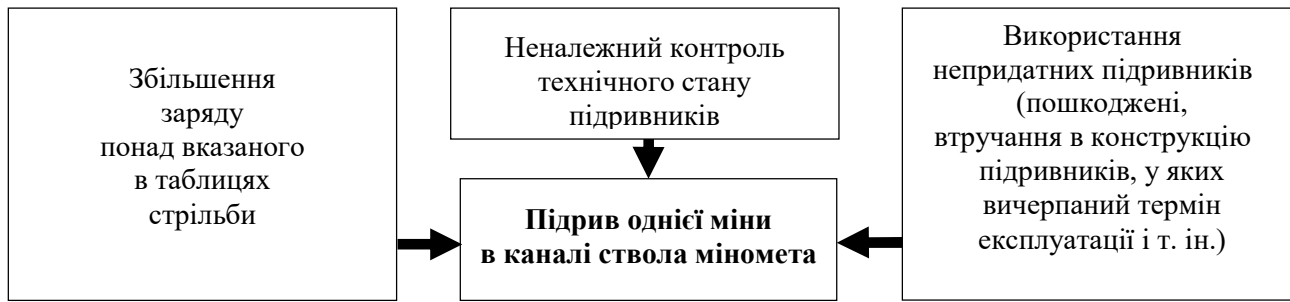 Збільшення
заряду
понад вказаного
в таблицях
стрільби
Неналежний контроль
технічного стану
підривників
Використання
непридатних підривників
(пошкоджені,
втручання в конструкцію
підривників, у яких
вичерпаний термін
експлуатації і т. ін.)
Підрив однієї міни
в каналі ствола міномета